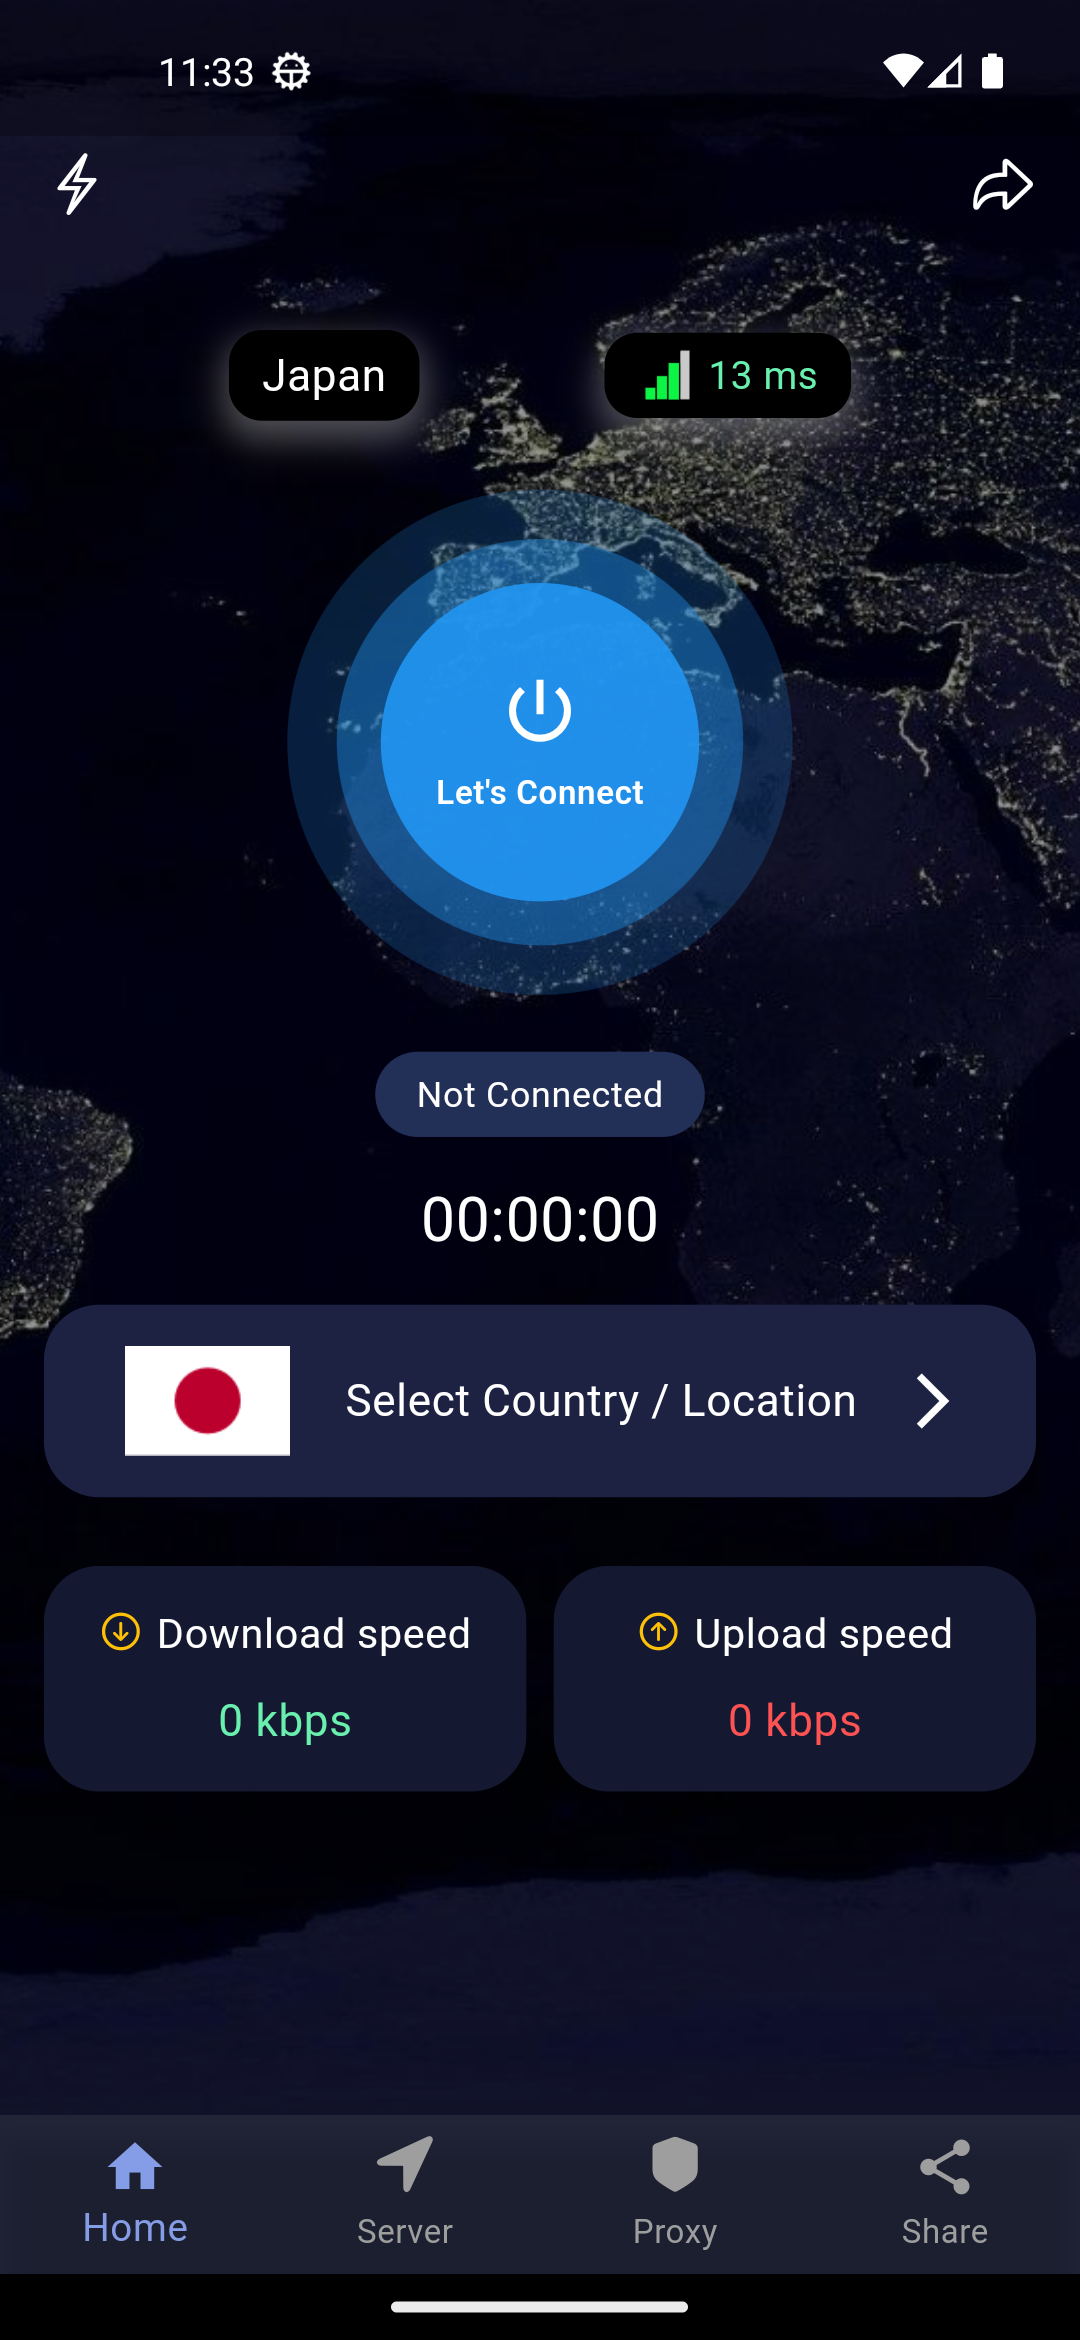 11:33
Japan
13 ms
Let's Connect
Not Connected
00:00:00
Select Country / Location
Download speed
0 kbps
Upload speed
0 kbps
Home
Server
Proxy
Share